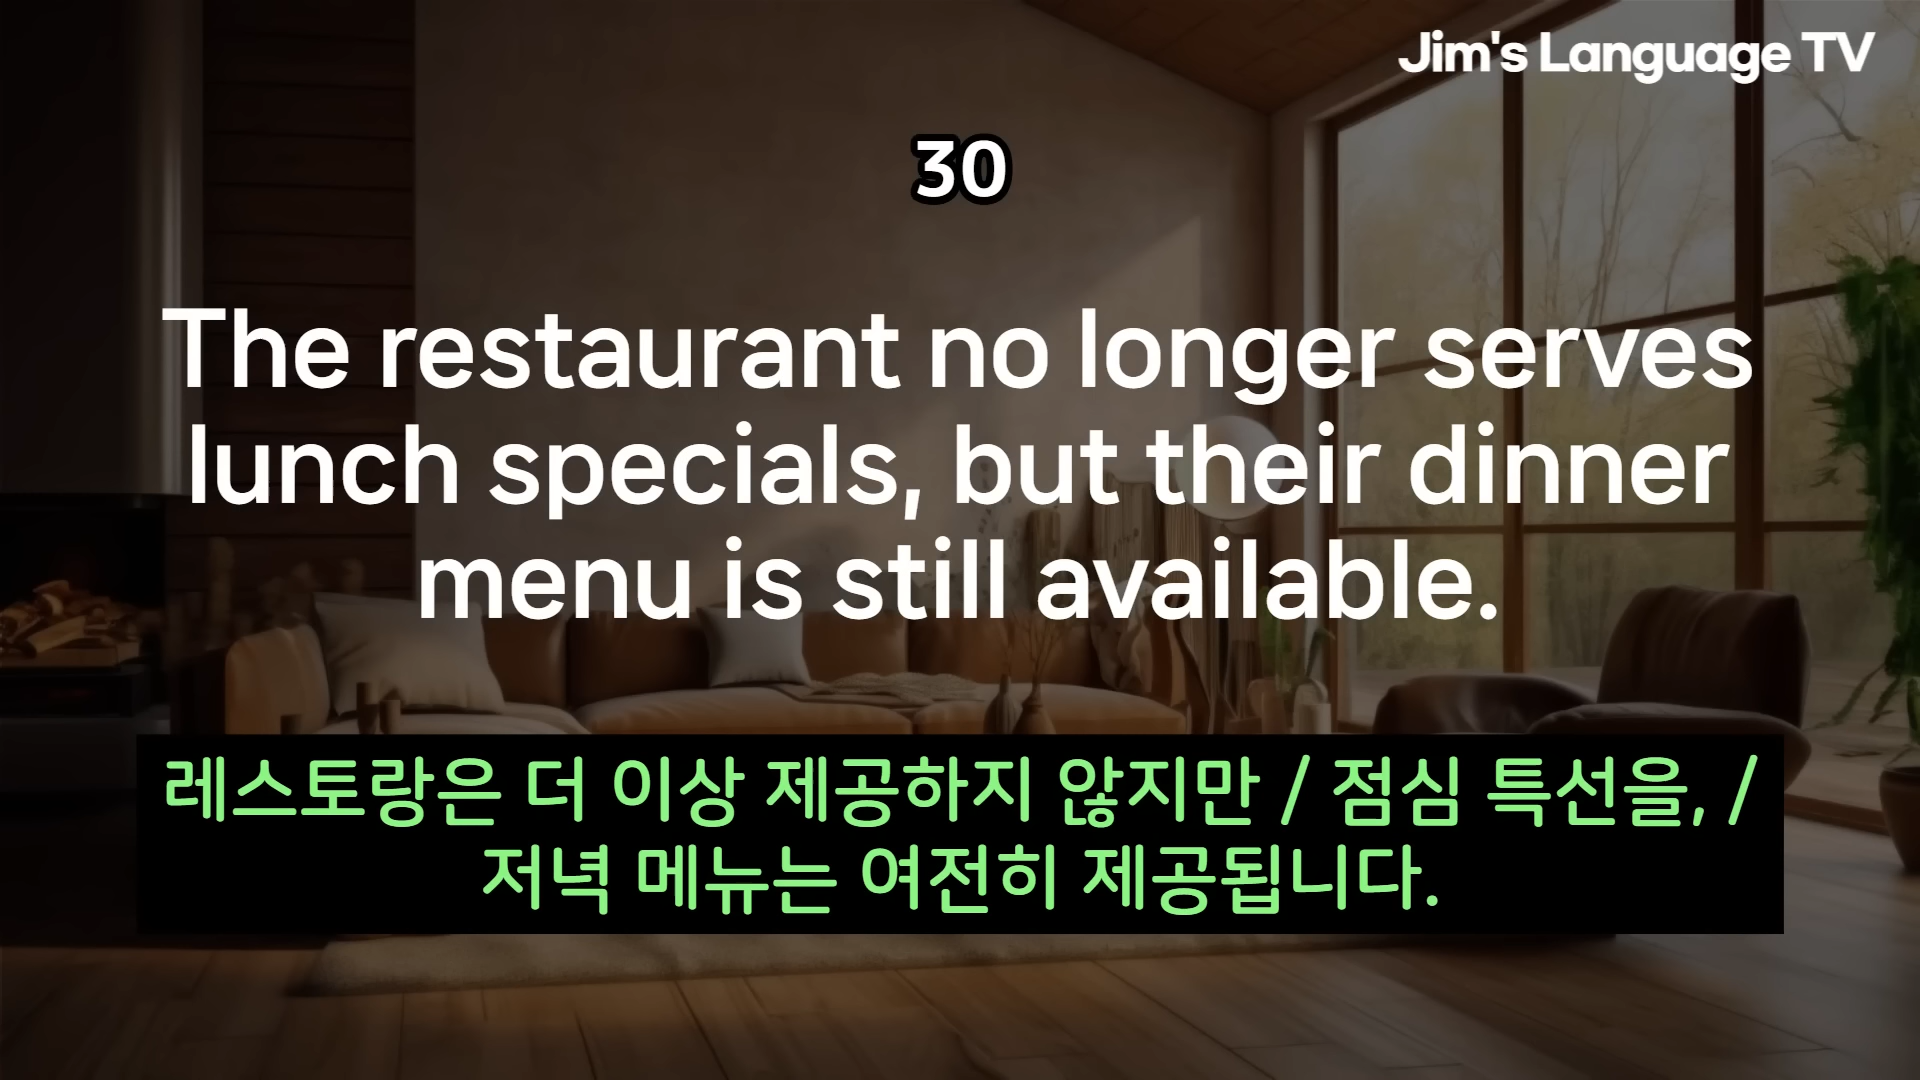 Jim's Language TV
30
The restaurant no longer serves
lunch specials, but their dinner
menu is still available.
레스토랑은 더 이상 제공하지 않지만 / 점심 특선을, /
저녁 메뉴는 여전히 제공됩니다.